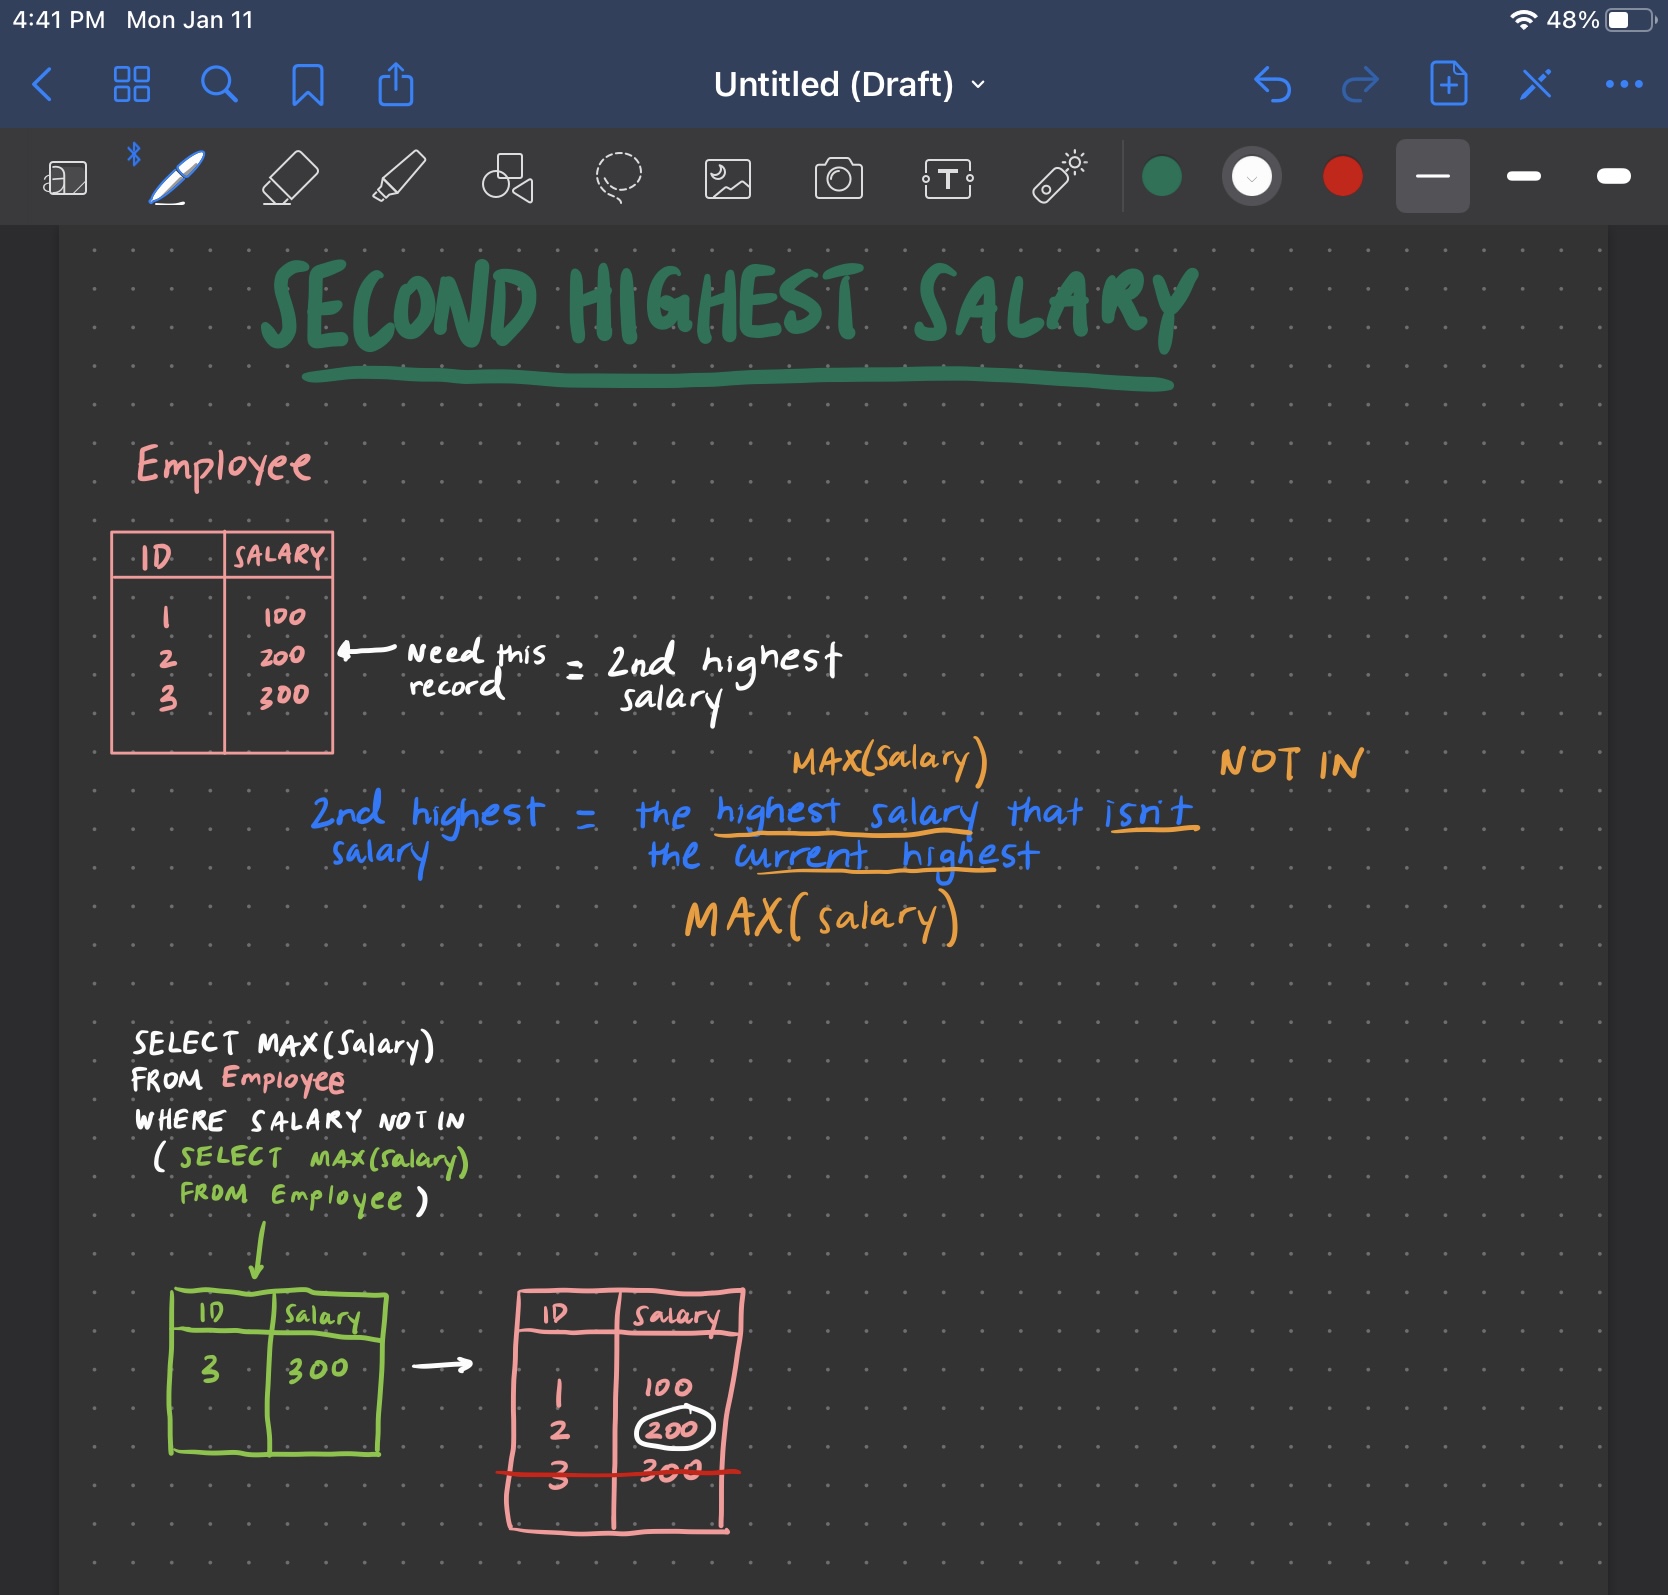 4:41 PM Mon Jan 11
48%
Untitled (Draft)
T
SECOND HIGHEST SALARY
Employee
ID SALARY
1 100
2 200
3 300
Need this
record
= 2nd highest
salary
MAX(Salary)
NOT IN
2nd highest = the highest salary that isn't
salary the current highest
MAX(salary)
SELECT MAX(Salary)
FROM Employee
WHERE SALARY NOT IN
( SELECT MAX(salary)
FROM Employee )
ID Salary
3 300
ID Salary
1 100
2 200
3 300